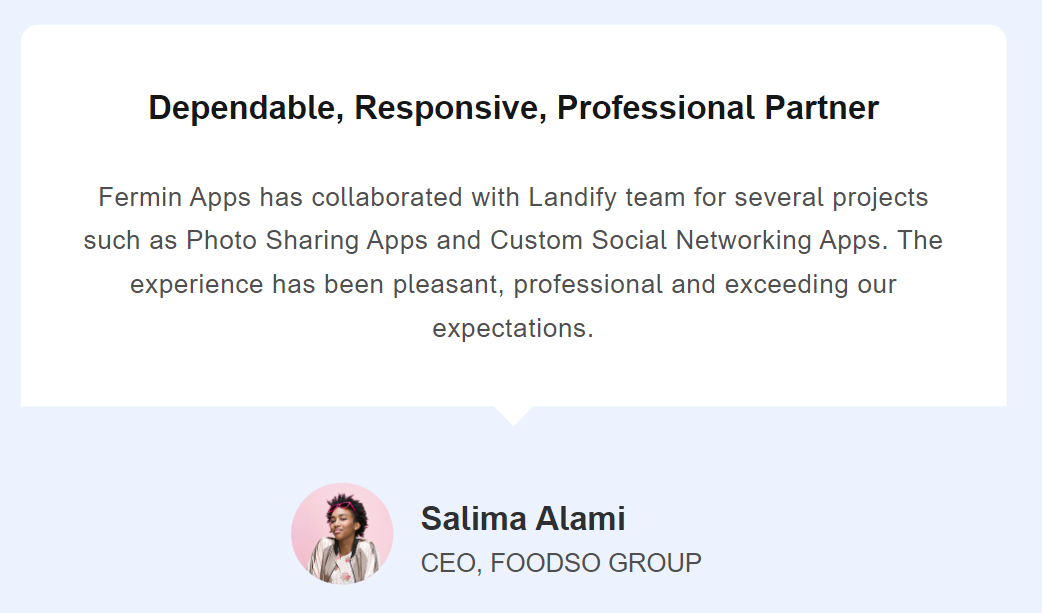 Dependable, Responsive, Professional Partner
Fermin Apps has collaborated with Landify team for several projects
such as Photo Sharing Apps and Custom Social Networking Apps. The
experience has been pleasant, professional and exceeding our
expectations.
Salima Alami
CEO, FOODSO GROUP